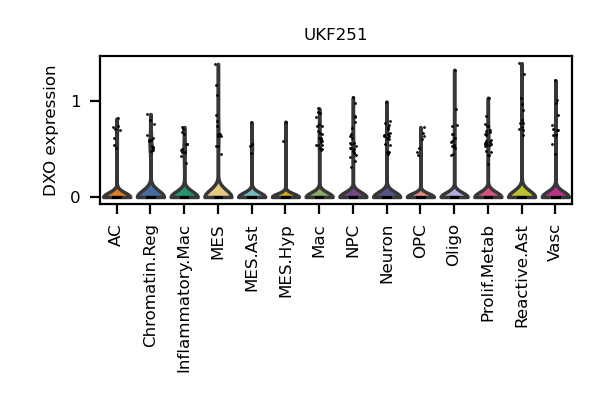 UKF251
DXO expression
1
0
AC
Chromatin.Reg
Inflammatory.Mac
MES
MES.Ast
MES.Hyp
Mac
NPC
Neuron
OPC
Oligo
Prolif.Metab
Reactive.Ast
Vasc